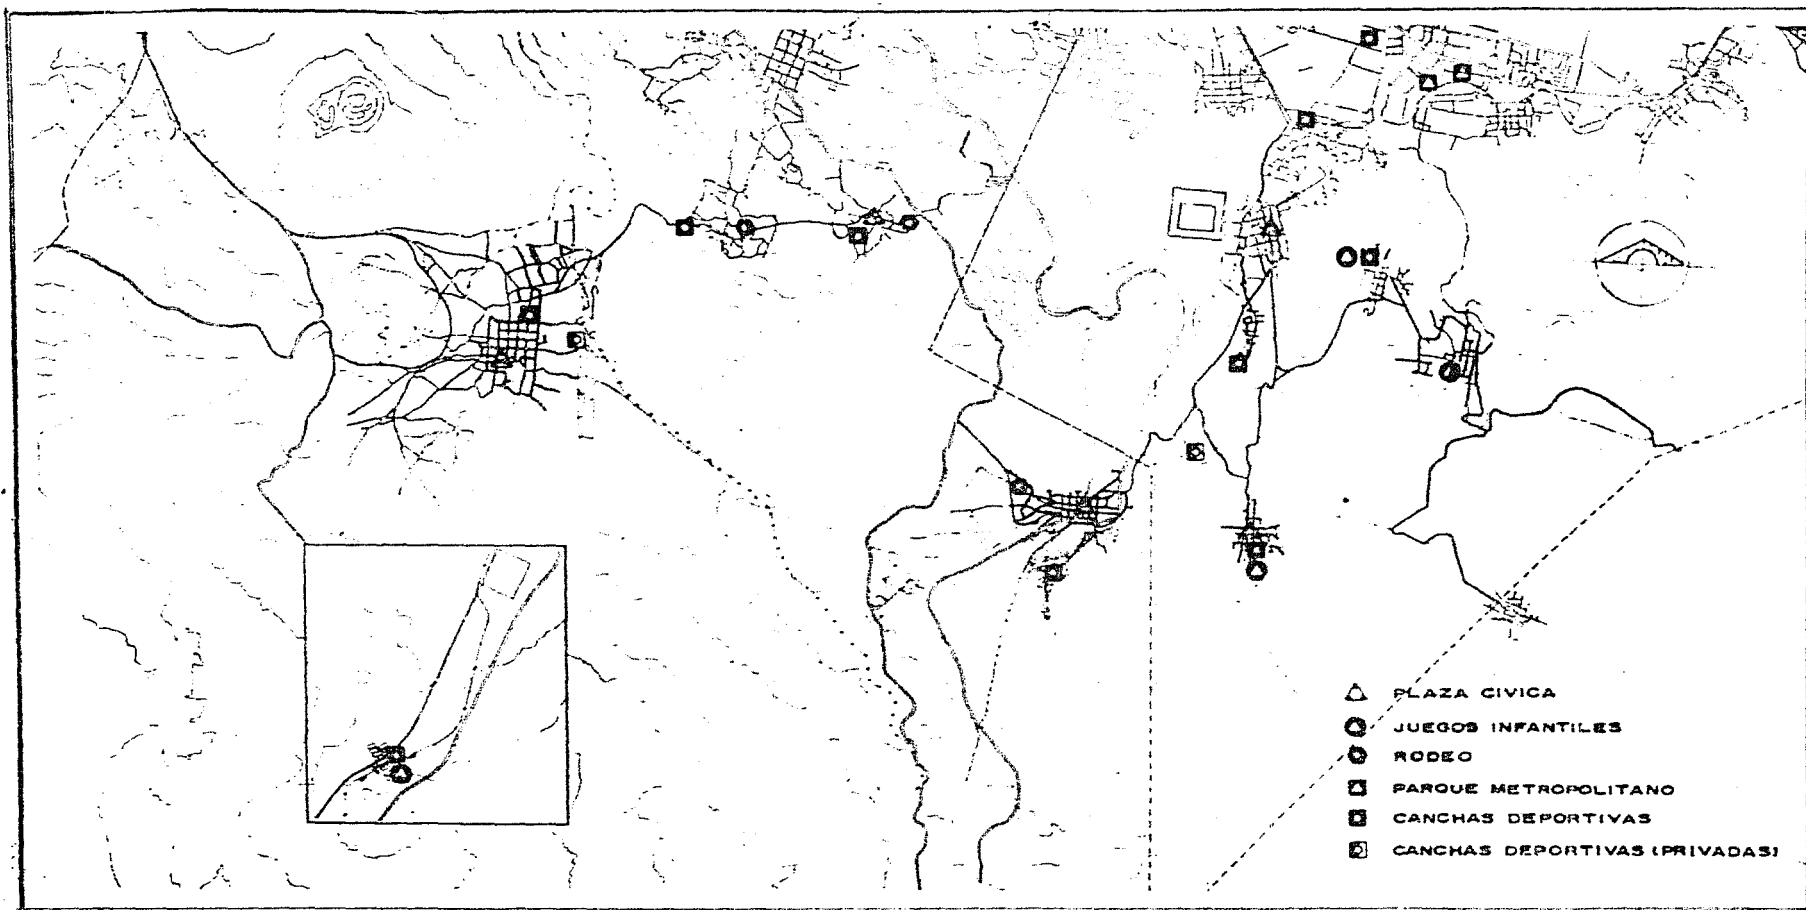 PLAZA CIVICA
JUEGOS INFANTILES
RODEO
PARQUE METROPOLITANO
CANCHAS DEPORTIVAS
CANCHAS DEPORTIVAS (PRIVADAS)